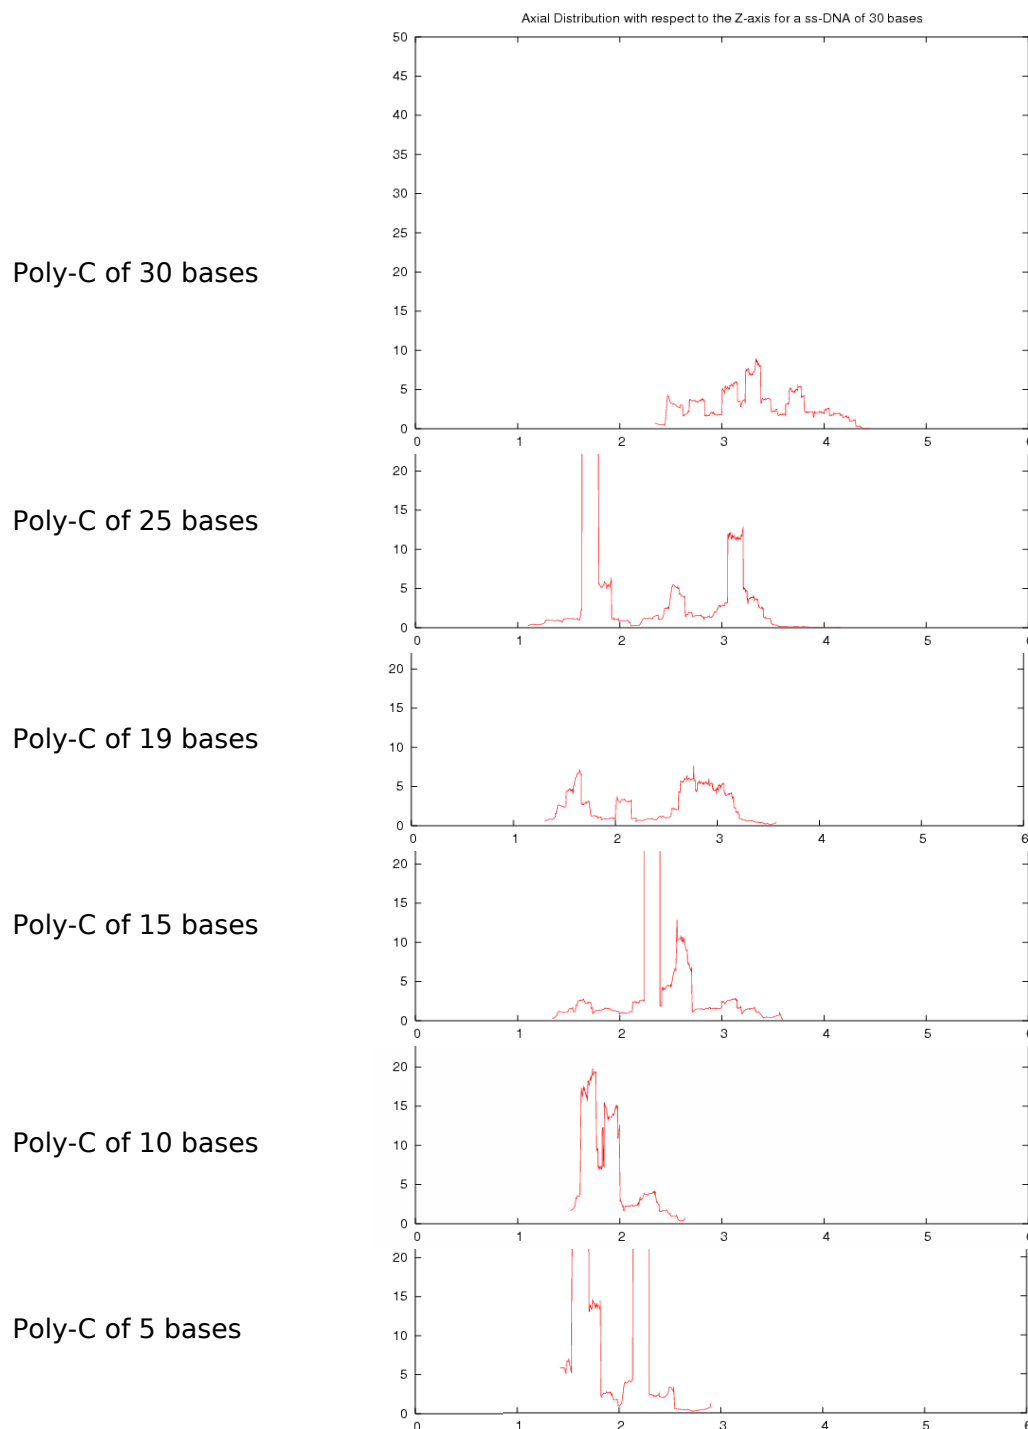 Axial Distribution with respect to the Z-axis for a ss-DNA of 30 bases
50
45
40
35
30
25
20
15
10
5
0
0 1 2 3 4 5 6
Poly-C of 30 bases
20
15
10
5
0
0 1 2 3 4 5 6
Poly-C of 25 bases
20
15
10
5
0
0 1 2 3 4 5 6
Poly-C of 19 bases
20
15
10
5
0
0 1 2 3 4 5 6
Poly-C of 15 bases
20
15
10
5
0
0 1 2 3 4 5 6
Poly-C of 10 bases
20
15
10
5
0
0 1 2 3 4 5 6
Poly-C of 5 bases